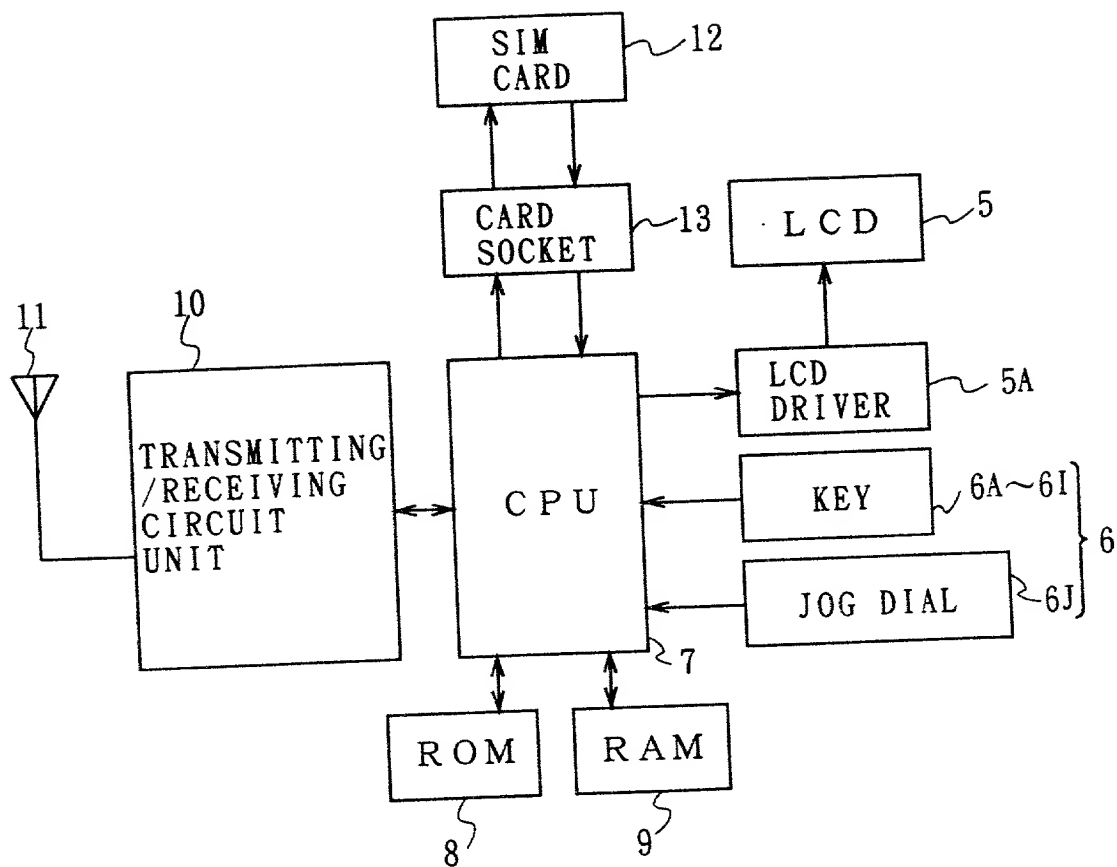 SIM
CARD
12
CARD
SOCKET
13
LCD
5
11
10
TRANSMITTING
/RECEIVING
CIRCUIT
UNIT
CPU
7
LCD
DRIVER
5A
KEY
6A～6I
6
JOG DIAL
6J
ROM
8
RAM
9